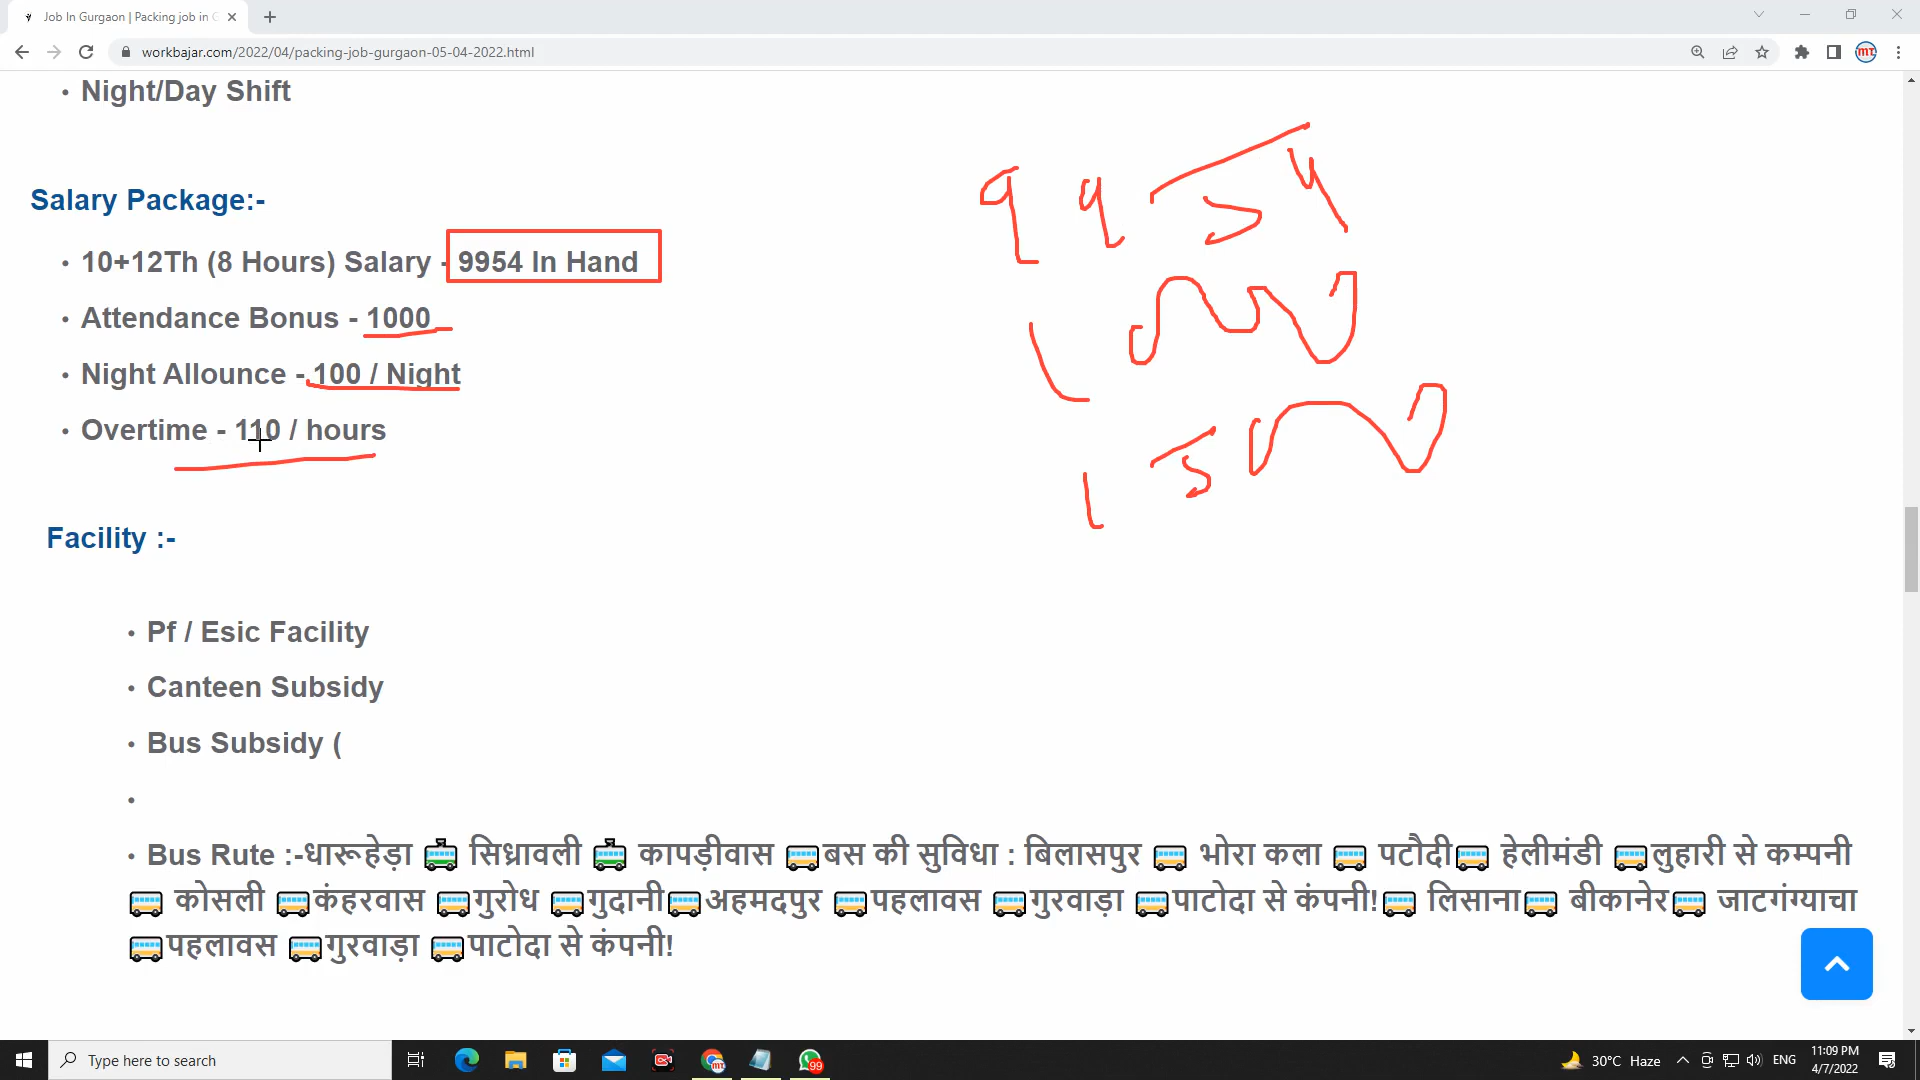 Job In Gurgaon | Packing job in G
workbajar.com/2022/04/packing-job-gurgaon-05-04-2022.html
• Night/Day Shift
Salary Package:-
• 10+12Th (8 Hours) Salary - 9954 In Hand
• Attendance Bonus - 1000
• Night Allounce - 100 / Night
• Overtime - 110 / hours
9954
1000
1500
Facility :-
• Pf / Esic Facility
• Canteen Subsidy
• Bus Subsidy (
•
• Bus Rute :-धारूहेड़ा 🚋 सिध्रावली 🚋 कापड़ीवास 🚌बस की सुविधा : बिलासपुर 🚌 भोरा कला 🚌 पटौदी🚌 हेलीमंडी 🚌लुहारी से कम्पनी
🚌 कोसली 🚌कंहरवास 🚌गुरोध 🚌गुदानी🚌अहमदपुर 🚌पहलावस 🚌गुरवाड़ा 🚌पाटोदा से कंपनी!🚌 लिसाना🚌 बीकानेर🚌 जाटगंग्याचा
🚌पहलावस 🚌गुरवाड़ा 🚌पाटोदा से कंपनी!
Type here to search
99
30°C Haze
ENG
11:09 PM
4/7/2022